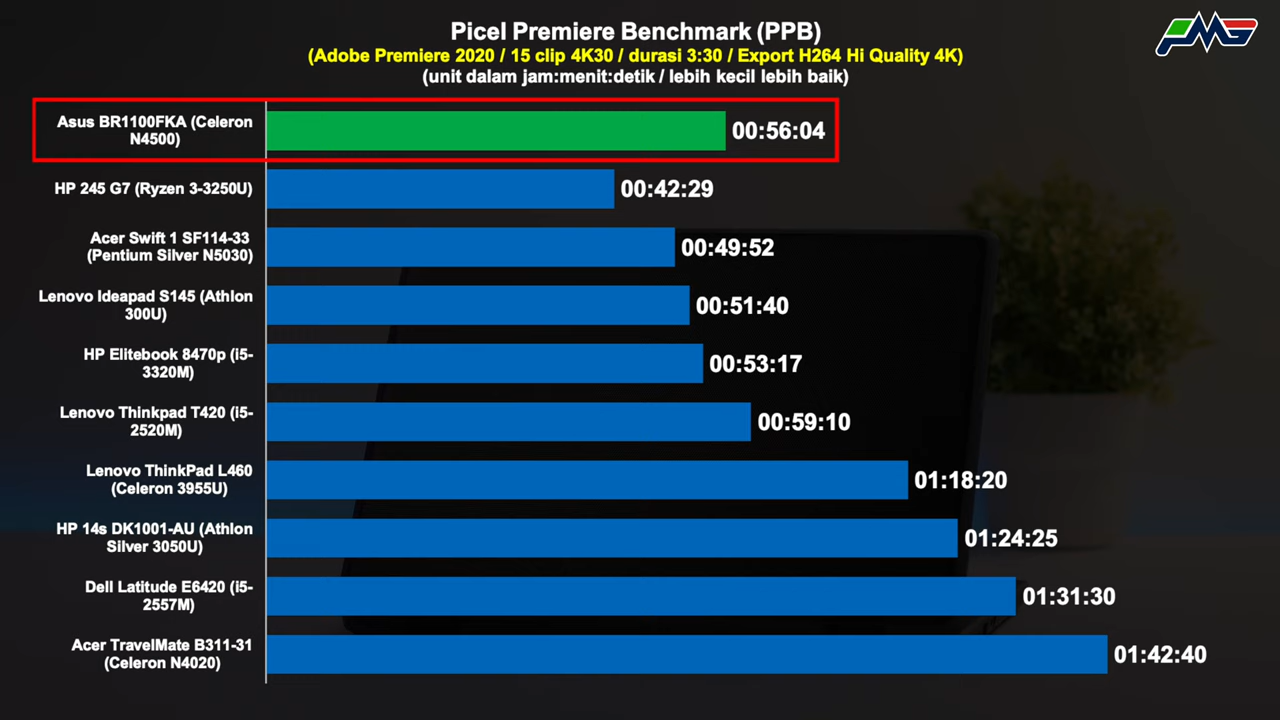 Picel Premiere Benchmark (PPB)
(Adobe Premiere 2020 / 15 clip 4K30 / durasi 3:30 / Export H264 Hi Quality 4K)
(unit dalam jam:menit:detik / lebih kecil lebih baik)
PMG
Asus BR1100FKA (Celeron
N4500)
00:56:04
HP 245 G7 (Ryzen 3-3250U)
00:42:29
Acer Swift 1 SF114-33
(Pentium Silver N5030)
00:49:52
Lenovo Ideapad S145 (Athlon
300U)
00:51:40
HP Elitebook 8470p (i5-
3320M)
00:53:17
Lenovo Thinkpad T420 (i5-
2520M)
00:59:10
Lenovo ThinkPad L460
(Celeron 3955U)
01:18:20
HP 14s DK1001-AU (Athlon
Silver 3050U)
01:24:25
Dell Latitude E6420 (i5-
2557M)
01:31:30
Acer TravelMate B311-31
(Celeron N4020)
01:42:40